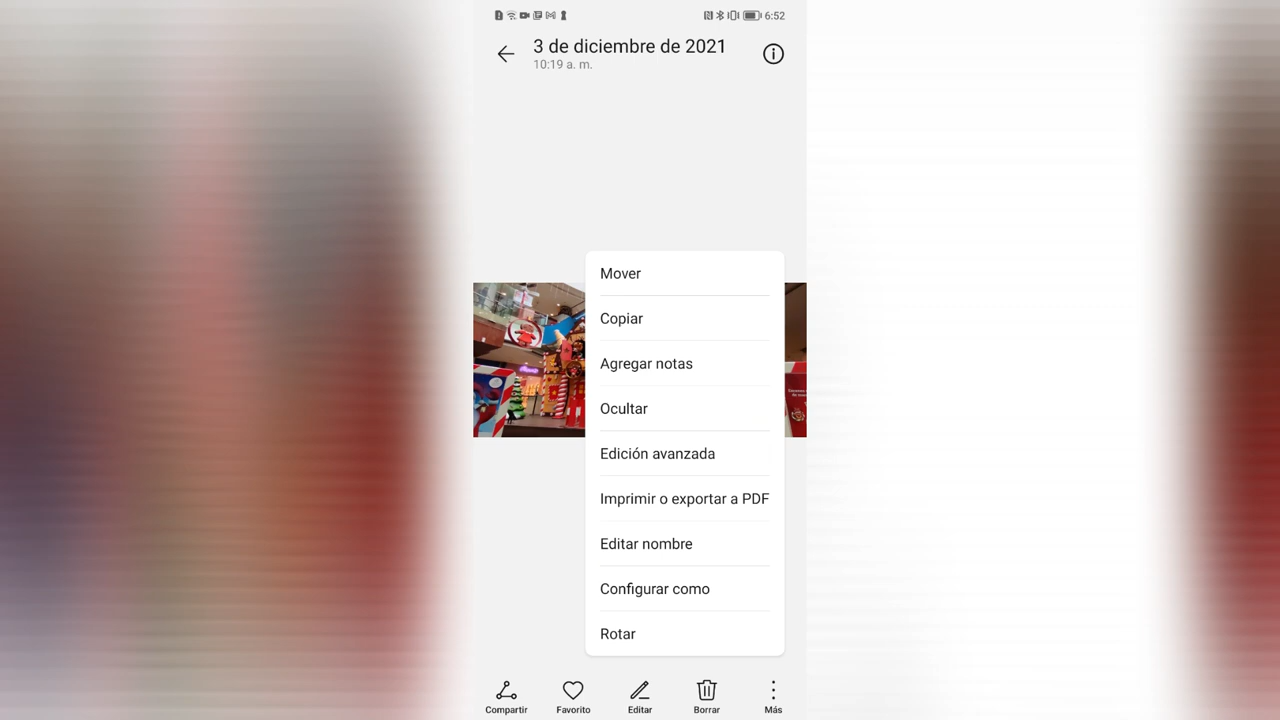 6:52
3 de diciembre de 2021
10:19 a. m.
Mover
Copiar
Agregar notas
Ocultar
Edición avanzada
Imprimir o exportar a PDF
Editar nombre
Configurar como
Rotar
Compartir Favorito Editar Borrar Más